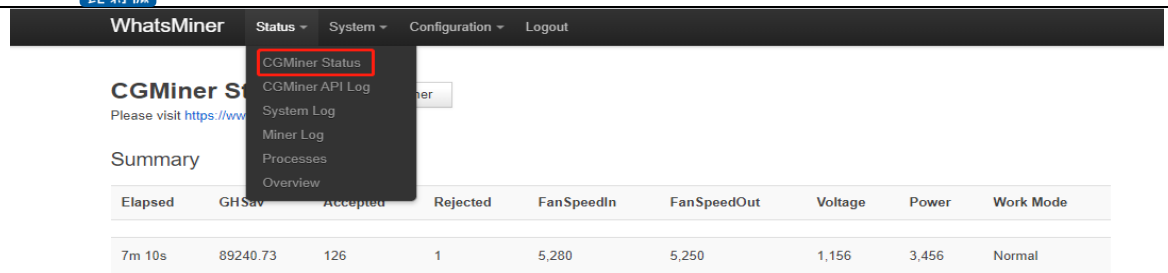 WhatsMiner Status System Configuration Logout
CGMiner Status
CGMiner API Log
System Log
Miner Log
Processes
Overview
CGMiner St
ner
Please visit https://ww
Summary
Elapsed GHSav Accepted Rejected FanSpeedIn FanSpeedOut Voltage Power Work Mode
7m 10s 89240.73 126 1 5,280 5,250 1,156 3,456 Normal